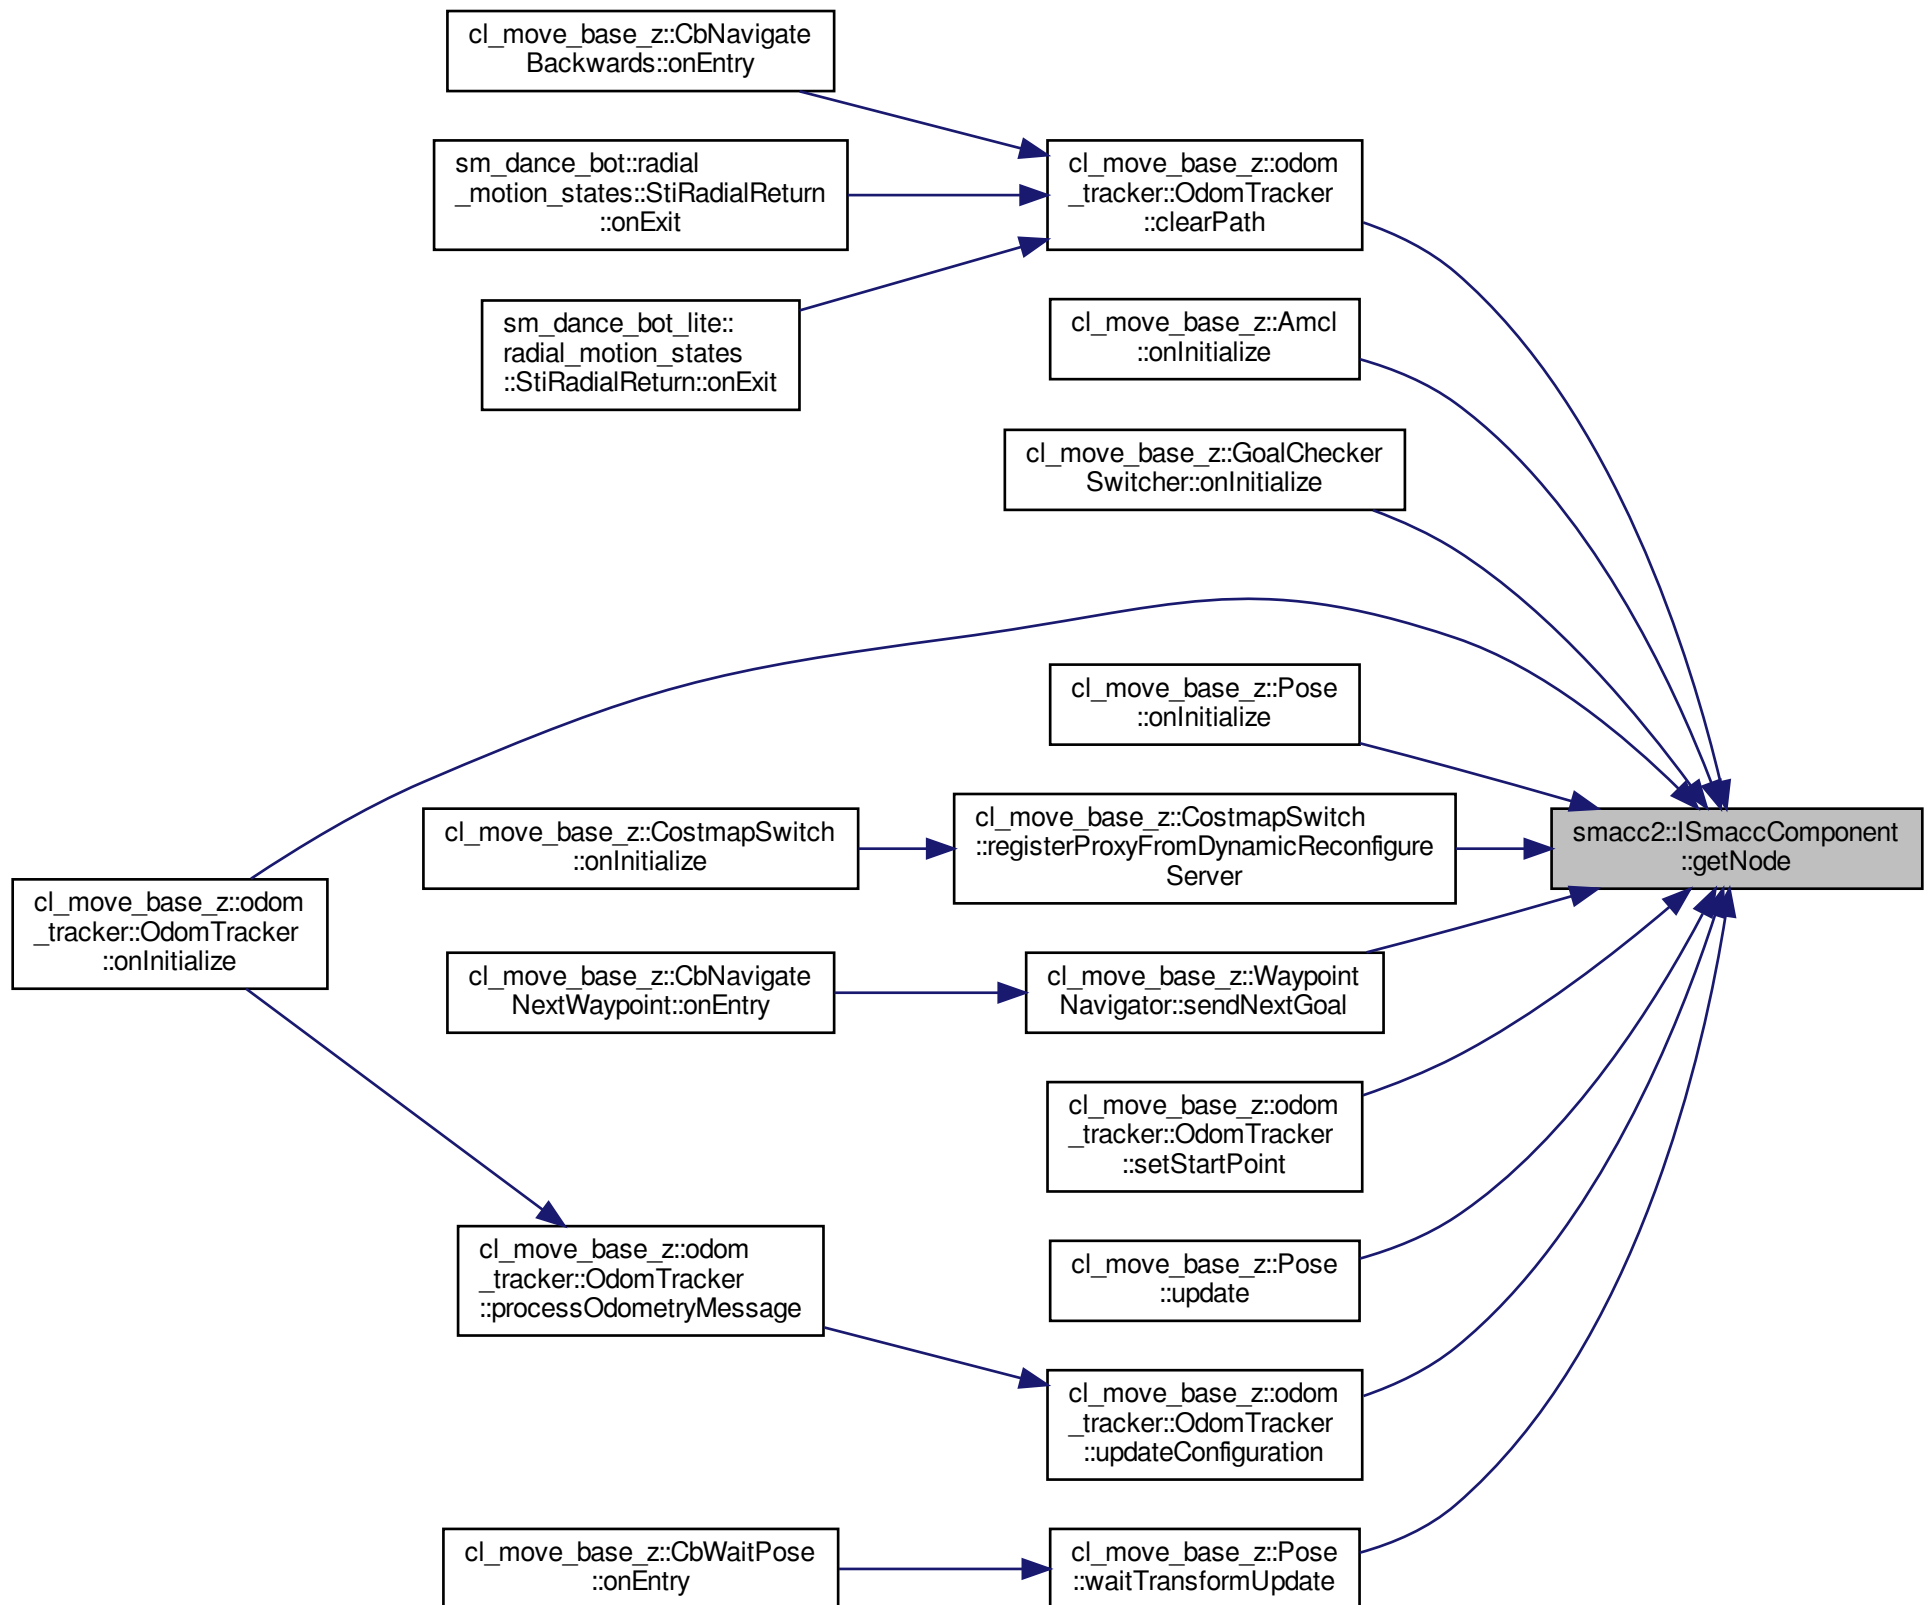 cl_move_base_z::CbNavigate
Backwards::onEntry
sm_dance_bot::radial
_motion_states::StiRadialReturn
::onExit
sm_dance_bot_lite::
radial_motion_states
::StiRadialReturn::onExit
cl_move_base_z::odom
_tracker::OdomTracker
::clearPath
cl_move_base_z::Amcl
::onInitialize
cl_move_base_z::GoalChecker
Switcher::onInitialize
cl_move_base_z::Pose
::onInitialize
cl_move_base_z::CostmapSwitch
::registerProxyFromDynamicReconfigure
Server
cl_move_base_z::CostmapSwitch
::onInitialize
smacc2::ISmaccComponent
::getNode
cl_move_base_z::odom
_tracker::OdomTracker
::onInitialize
cl_move_base_z::CbNavigate
NextWaypoint::onEntry
cl_move_base_z::Waypoint
Navigator::sendNextGoal
cl_move_base_z::odom
_tracker::OdomTracker
::setStartPoint
cl_move_base_z::odom
_tracker::OdomTracker
::processOdometryMessage
cl_move_base_z::Pose
::update
cl_move_base_z::odom
_tracker::OdomTracker
::updateConfiguration
cl_move_base_z::CbWaitPose
::onEntry
cl_move_base_z::Pose
::waitTransformUpdate